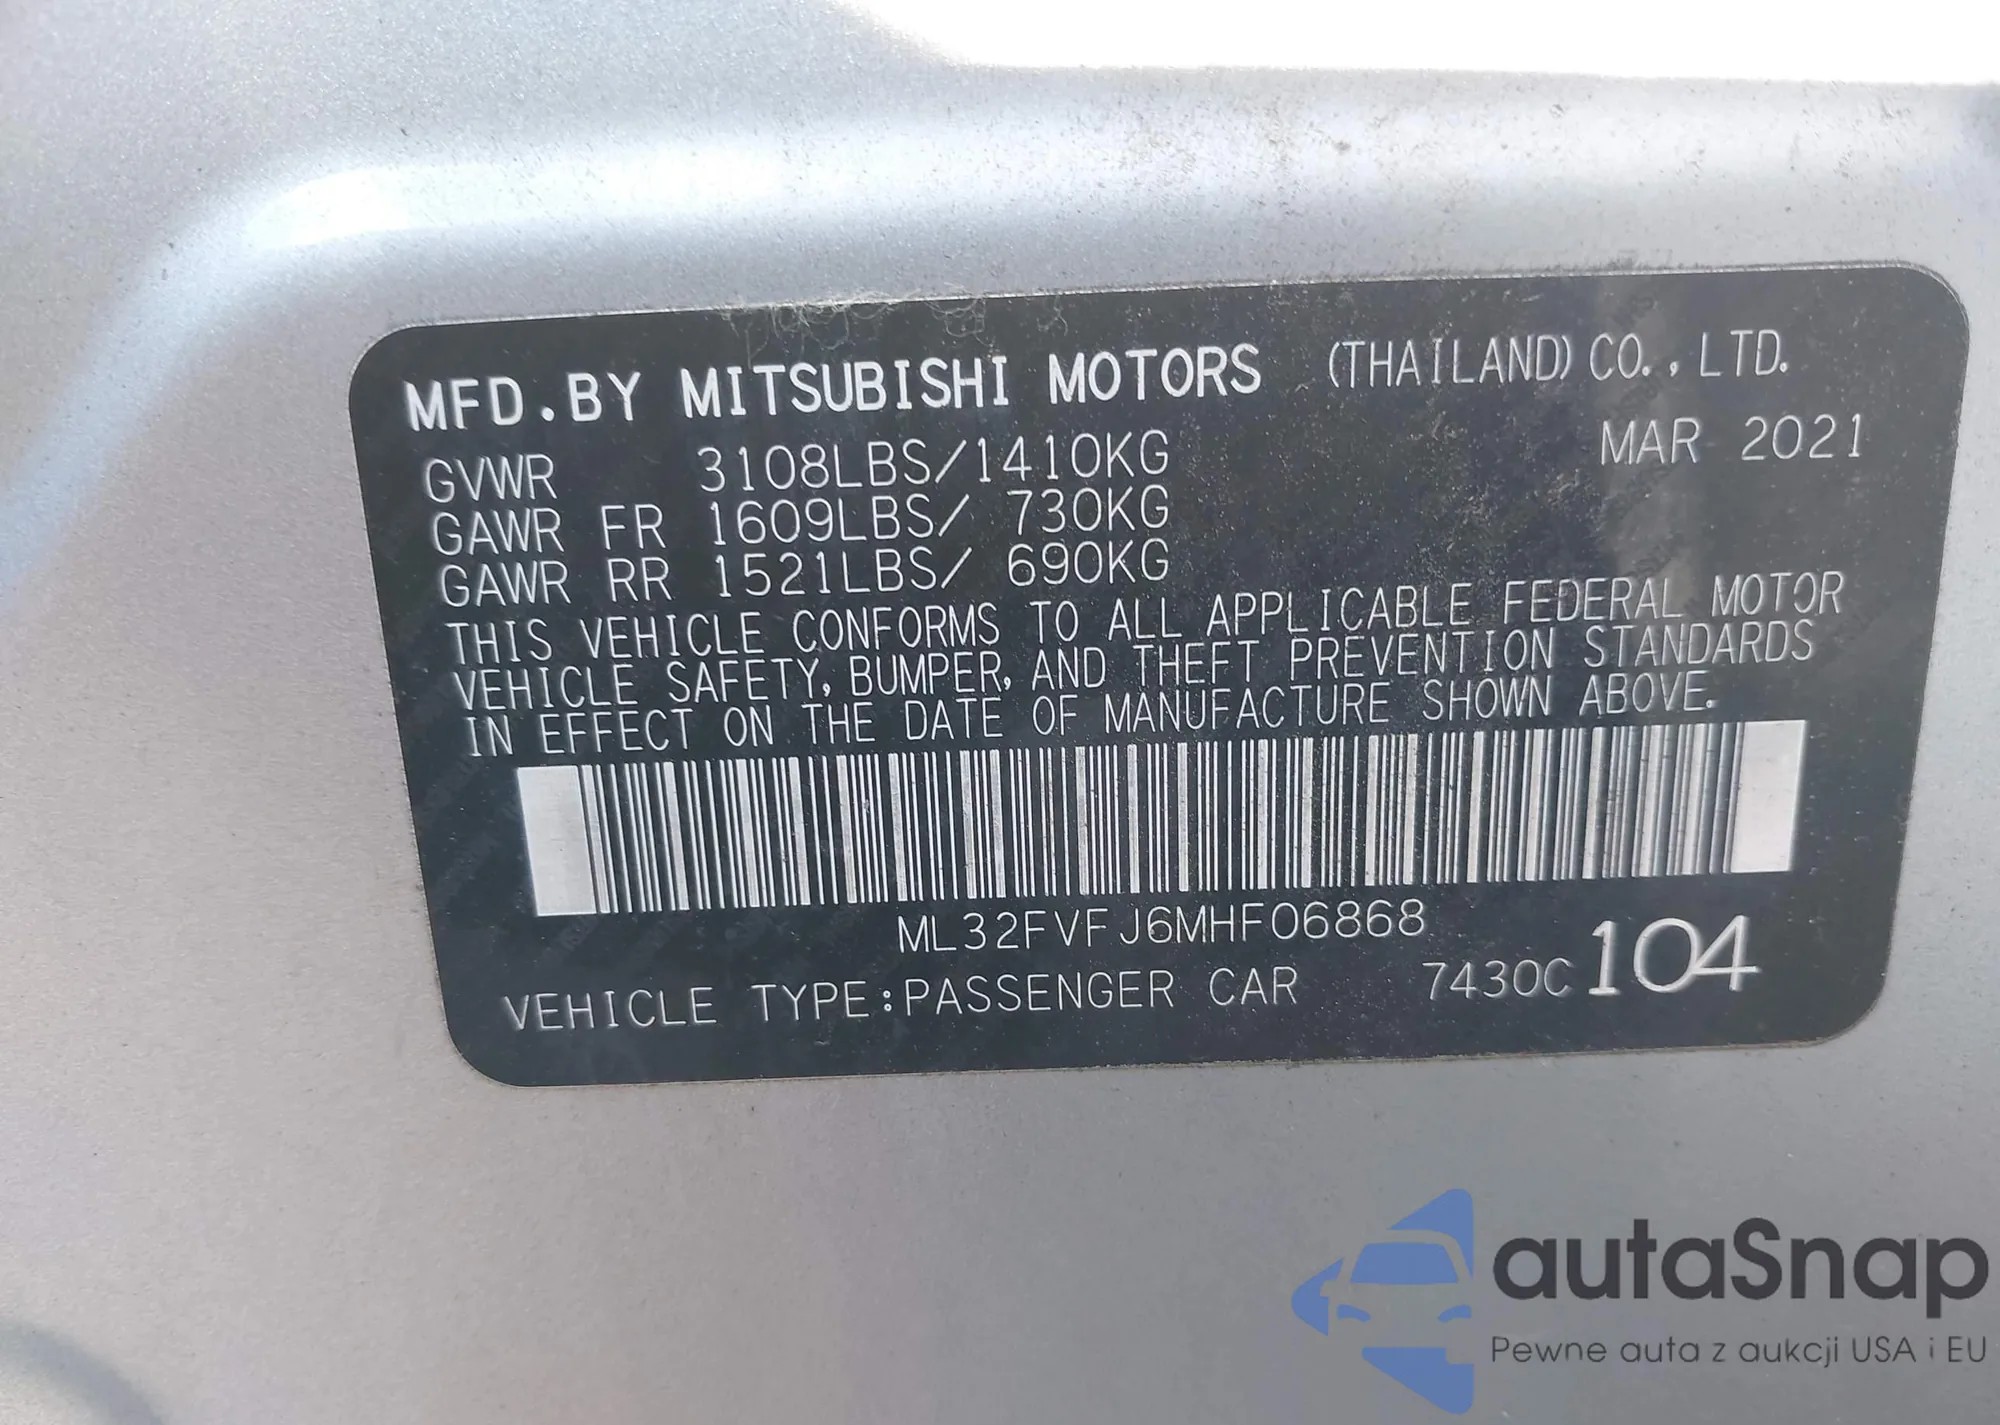 MFD.BY MITSUBISHI MOTORS (THAILAND) CO., LTD.
MAR 2021
GVWR 3108LBS/1410KG
GAWR FR 1609LBS/ 730KG
GAWR RR 1521LBS/ 690KG
THIS VEHICLE CONFORMS TO ALL APPLICABLE FEDERAL MOTOR
VEHICLE SAFETY, BUMPER, AND THEFT PREVENTION STANDARDS
IN EFFECT ON THE DATE OF MANUFACTURE SHOWN ABOVE.
ML32FVFJ6MHF06868
VEHICLE TYPE:PASSENGER CAR 7430C 104
autaSnap
Pewne auta z aukcji USA i EU